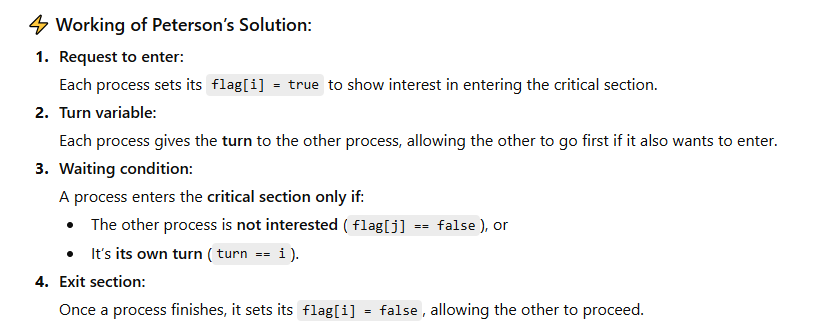 ⚡ Working of Peterson's Solution:
1. Request to enter:
Each process sets its flag[i] = true to show interest in entering the critical section.
2. Turn variable:
Each process gives the turn to the other process, allowing the other to go first if it also wants to enter.
3. Waiting condition:
A process enters the critical section only if:
• The other process is not interested ( flag[j] == false ), or
• It's its own turn ( turn == i ).
4. Exit section:
Once a process finishes, it sets its flag[i] = false , allowing the other to proceed.